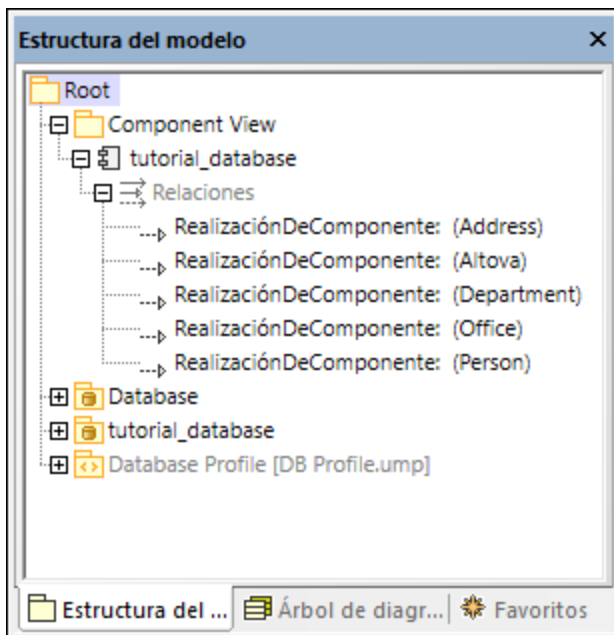 Estructura del modelo
Root
Component View
tutorial_database
Relaciones
RealizaciónDeComponente: (Address)
RealizaciónDeComponente: (Altova)
RealizaciónDeComponente: (Department)
RealizaciónDeComponente: (Office)
RealizaciónDeComponente: (Person)
Database
tutorial_database
Database Profile [DB Profile.ump]
Estructura del ... Árbol de diagr... Favoritos